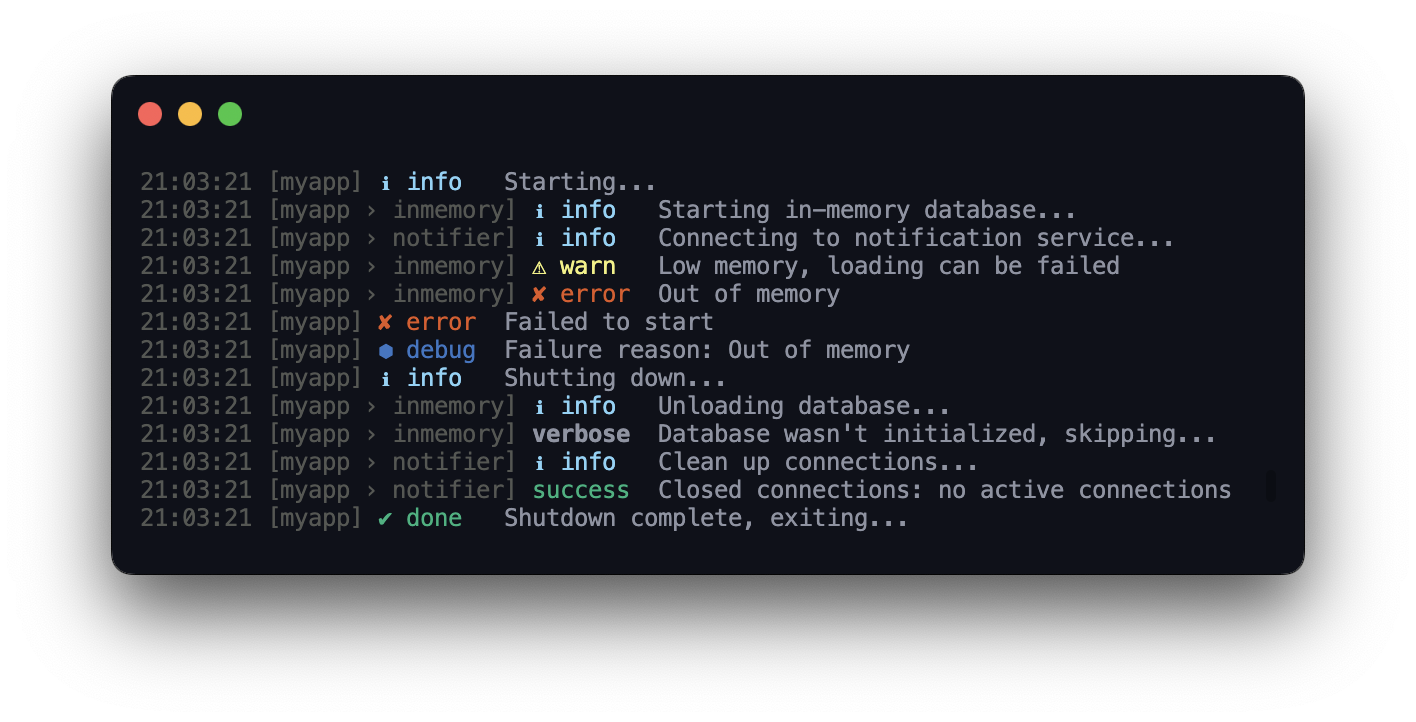 21:03:21 [myapp] ℹ info   Starting...
21:03:21 [myapp › inmemory] ℹ info   Starting in-memory database...
21:03:21 [myapp › notifier] ℹ info   Connecting to notification service...
21:03:21 [myapp › inmemory] ⚠ warn   Low memory, loading can be failed
21:03:21 [myapp › inmemory] ✘ error  Out of memory
21:03:21 [myapp] ✘ error  Failed to start
21:03:21 [myapp] ⬢ debug  Failure reason: Out of memory
21:03:21 [myapp] ℹ info   Shutting down...
21:03:21 [myapp › inmemory] ℹ info   Unloading database...
21:03:21 [myapp › inmemory] verbose  Database wasn't initialized, skipping...
21:03:21 [myapp › notifier] ℹ info   Clean up connections...
21:03:21 [myapp › notifier] success  Closed connections: no active connections
21:03:21 [myapp] ✔ done   Shutdown complete, exiting...